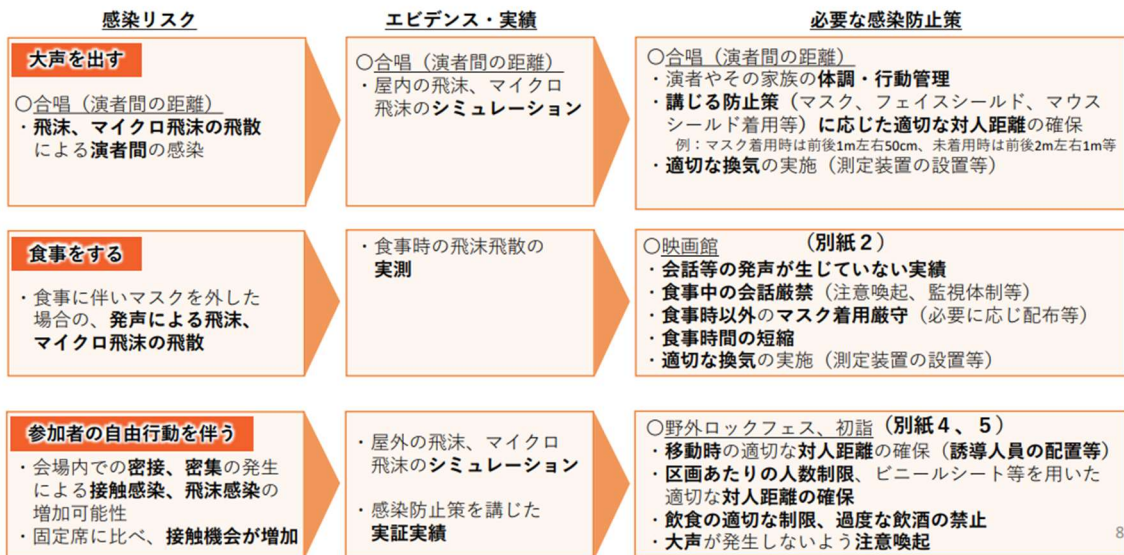 感染リスク
エビデンス・実績
必要な感染防止策
大声を出す
○合唱（演者間の距離）
・飛沫、マイクロ飛沫の飛散
による演者間の感染
○合唱（演者間の距離）
・屋内の飛沫、マイクロ
飛沫のシミュレーション
○合唱（演者間の距離）
・演者やその家族の体調・行動管理
・講じる防止策（マスク、フェイスシールド、マウス
シールド着用等）に応じた適切な対人距離の確保
例：マスク着用時は前後1m左右50cm、未着用時は前後2m左右1m等
・適切な換気の実施（測定装置の設置等）
食事をする
・食事に伴いマスクを外した
場合の、発声による飛沫、
マイクロ飛沫の飛散
・食事時の飛沫飛散の
実測
○映画館　（別紙２）
・会話等の発声が生じていない実績
・食事中の会話厳禁（注意喚起、監視体制等）
・食事時以外のマスク着用厳守（必要に応じ配布等）
・食事時間の短縮
・適切な換気の実施（測定装置の設置等）
参加者の自由行動を伴う
・会場内での密接、密集の発生
による接触感染、飛沫感染の
増加可能性
・固定席に比べ、接触機会が増加
・屋外の飛沫、マイクロ
飛沫のシミュレーション
・感染防止策を講じた
実証実績
○野外ロックフェス、初詣（別紙４、５）
・移動時の適切な対人距離の確保（誘導人員の配置等）
・区画あたりの人数制限、ビニールシート等を用いた
適切な対人距離の確保
・飲食の適切な制限、過度な飲酒の禁止
・大声が発生しないよう注意喚起
8